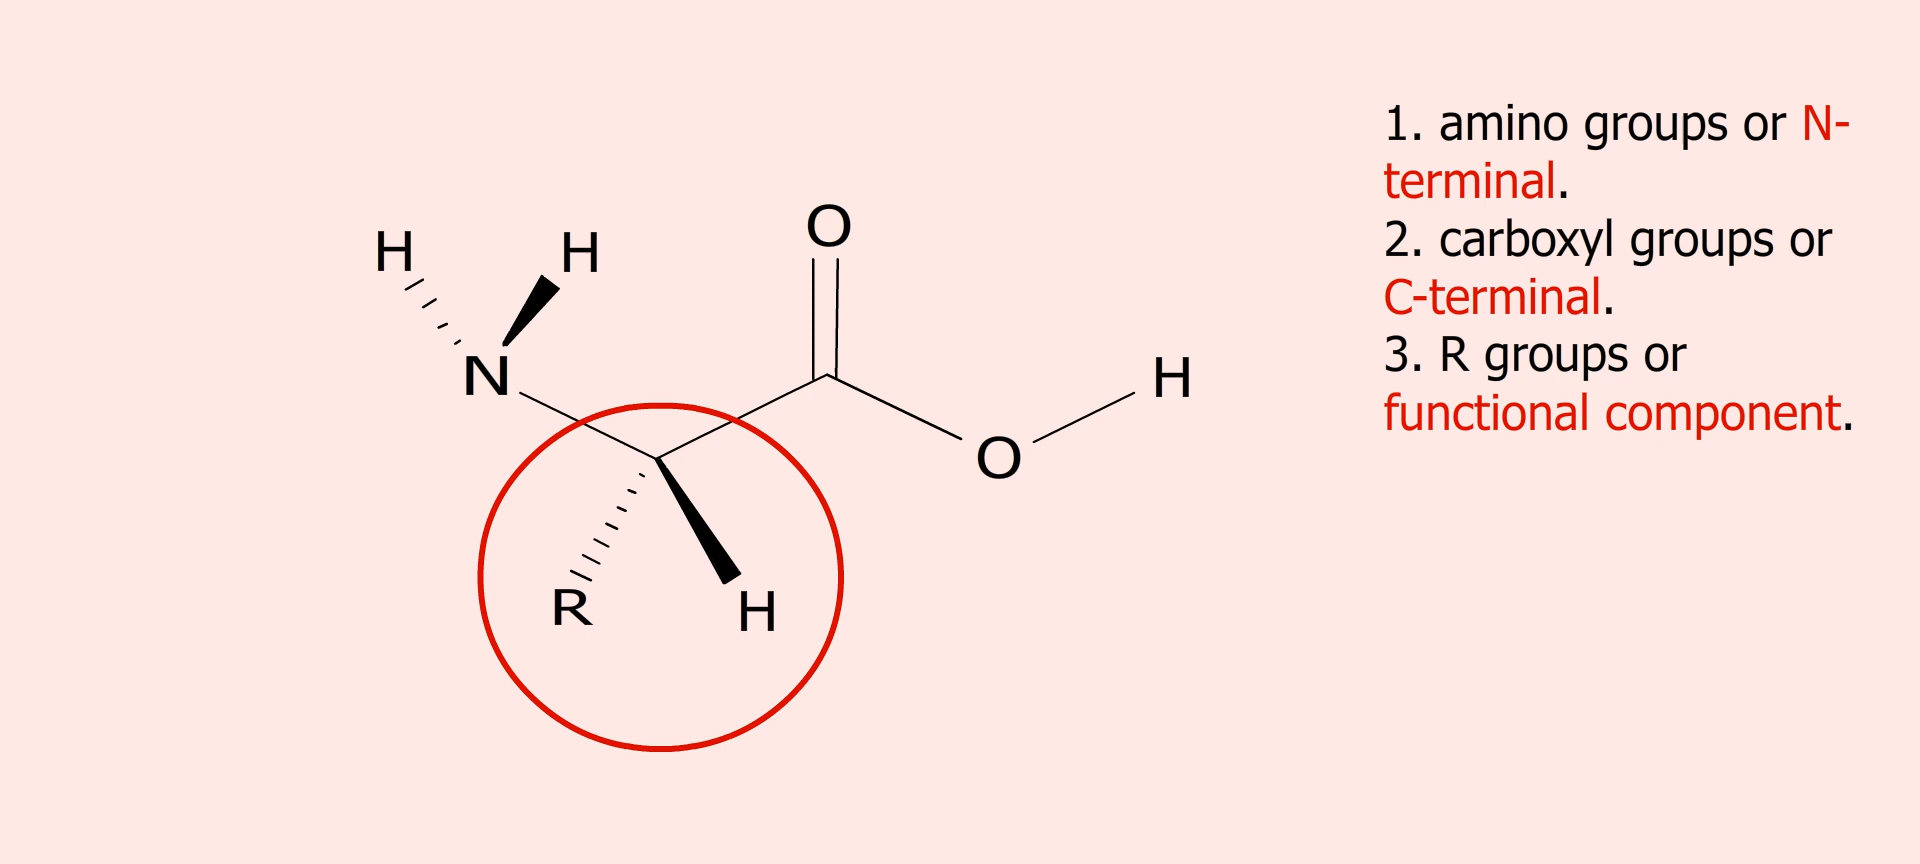 H
H
O
N
H
O
R
H
1. amino groups or N-
terminal.
2. carboxyl groups or
C-terminal.
3. R groups or
functional component.